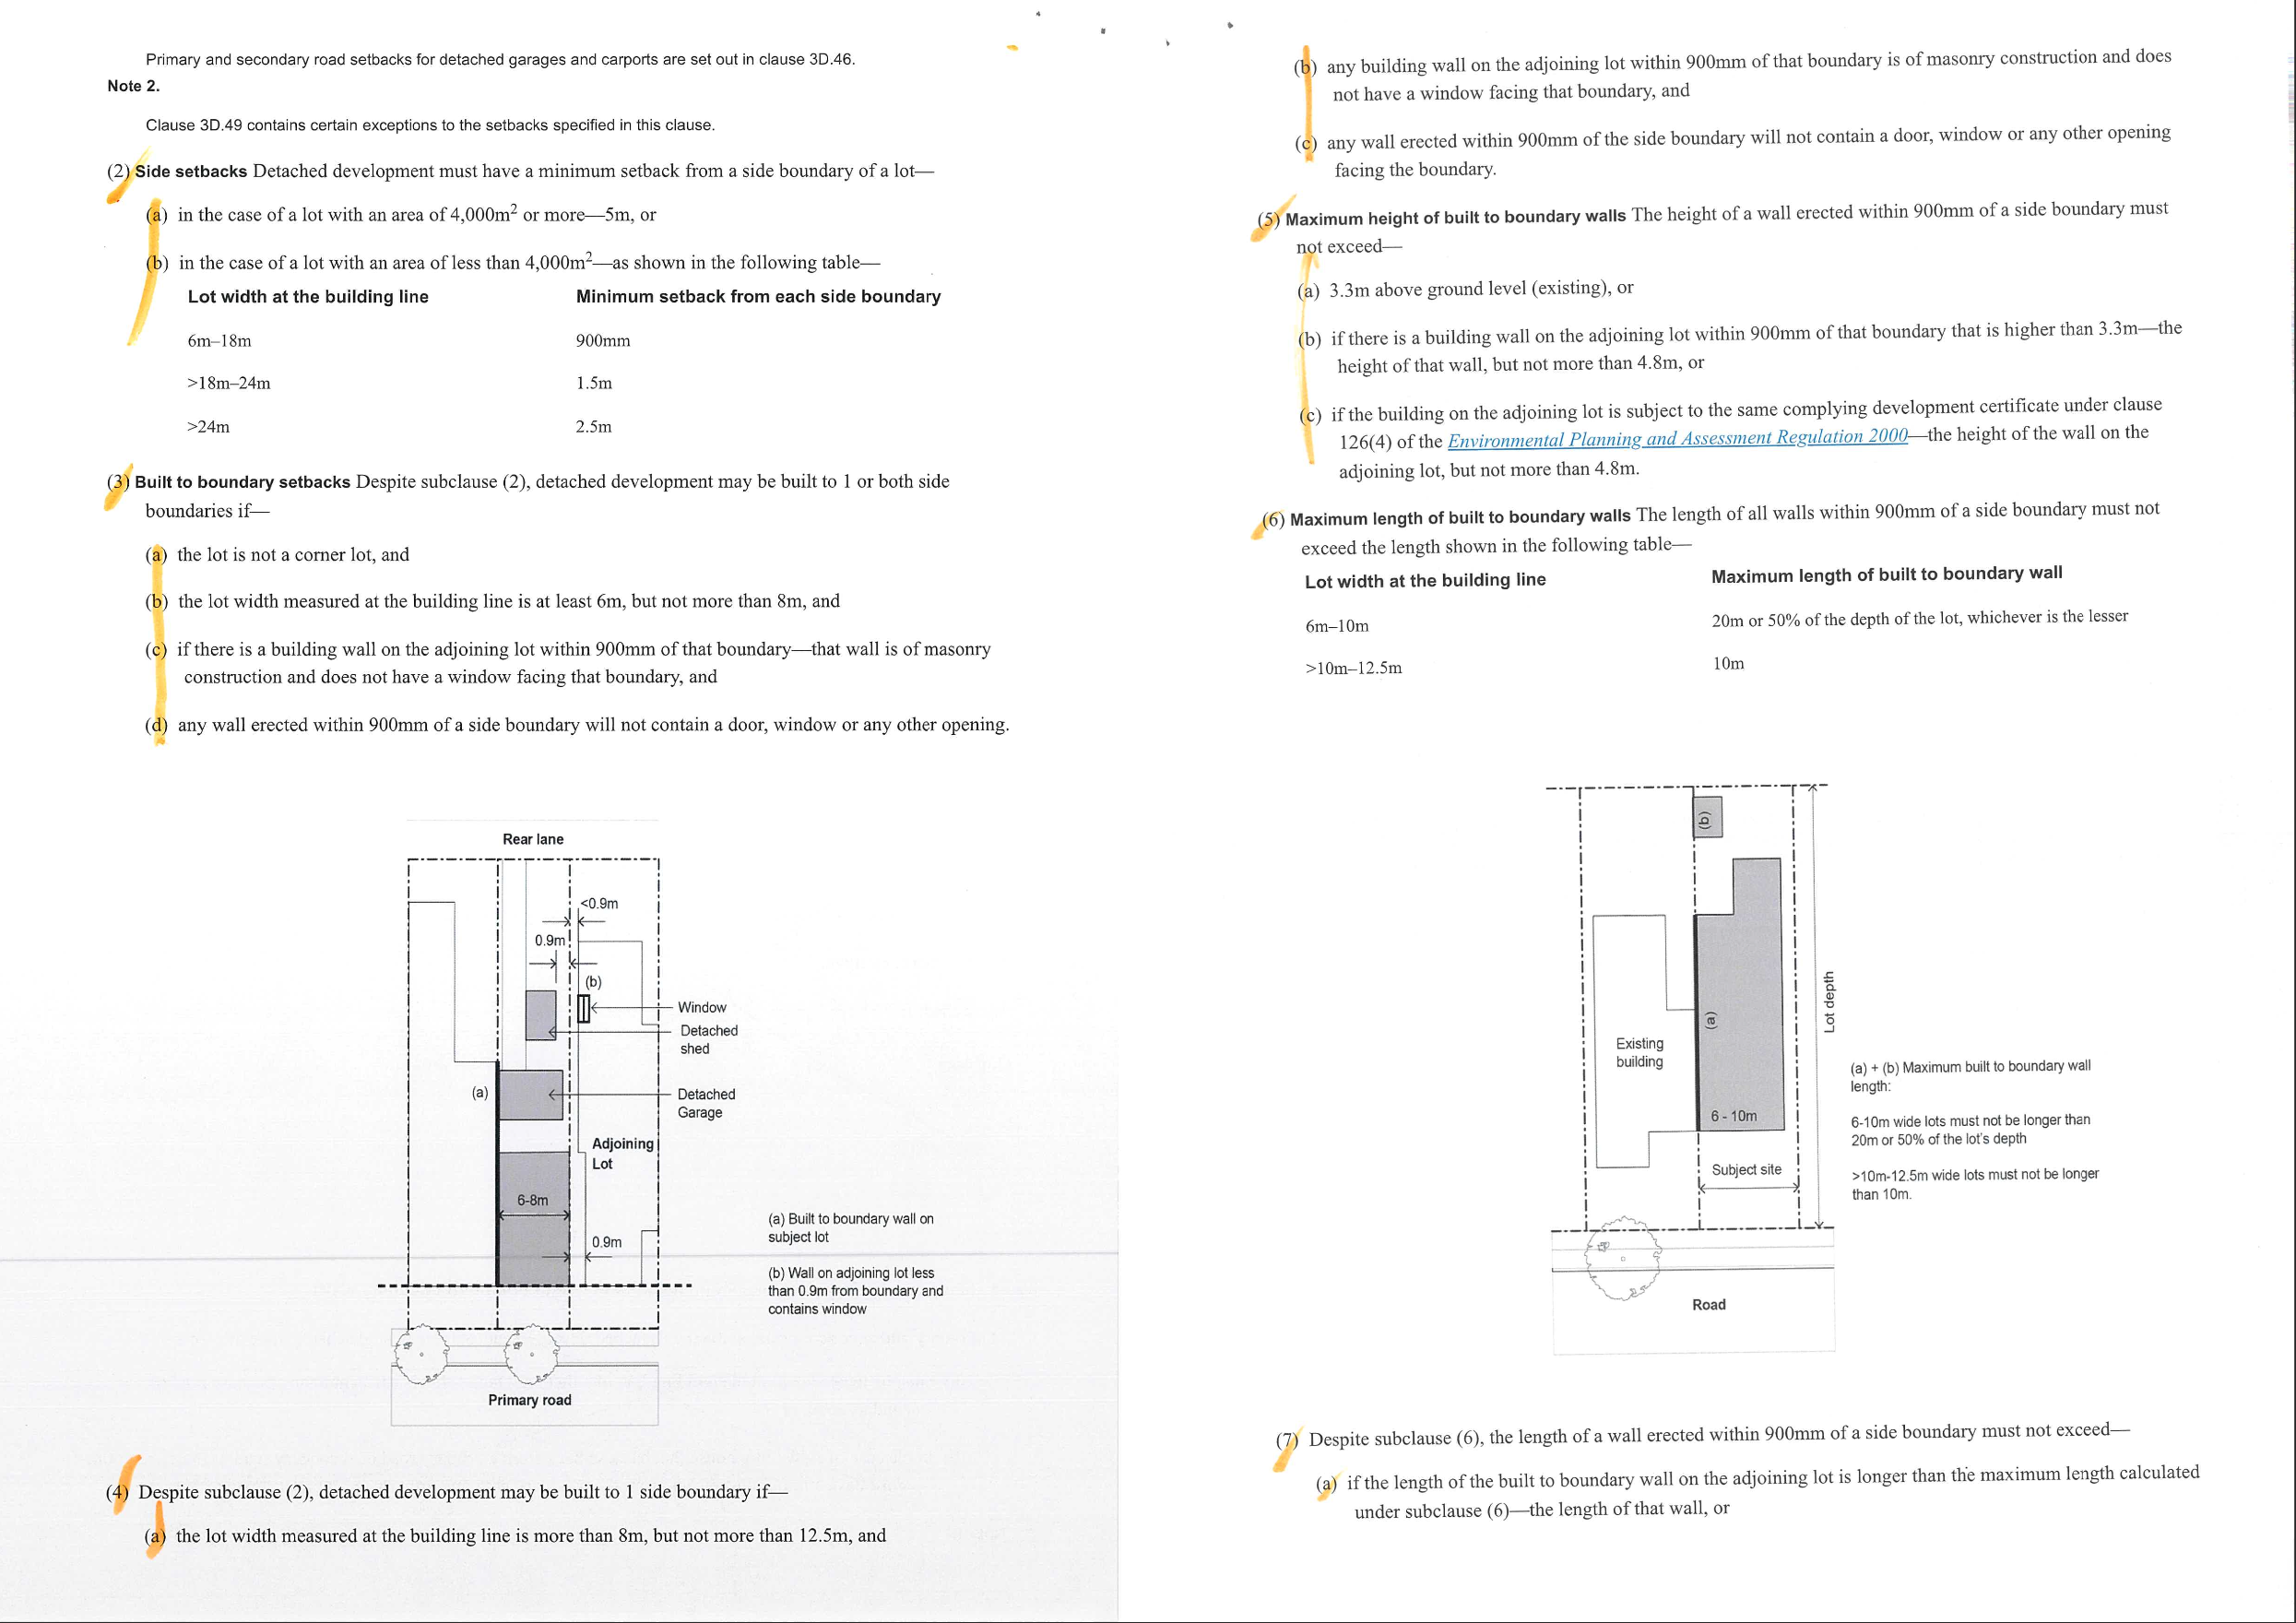 Primary and secondary road setbacks for detached garages and carports are set out in clause 3D.46.
Note 2.
Clause 3D.49 contains certain exceptions to the setbacks specified in this clause.
(2) Side setbacks Detached development must have a minimum setback from a side boundary of a lot—
(a) in the case of a lot with an area of 4,000m² or more—5m, or
(b) in the case of a lot with an area of less than 4,000m²—as shown in the following table—
Lot width at the building line Minimum setback from each side boundary
6m–18m 900mm
>18m–24m 1.5m
>24m 2.5m
(3) Built to boundary setbacks Despite subclause (2), detached development may be built to 1 or both side
boundaries if—
(a) the lot is not a corner lot, and
(b) the lot width measured at the building line is at least 6m, but not more than 8m, and
(c) if there is a building wall on the adjoining lot within 900mm of that boundary—that wall is of masonry
construction and does not have a window facing that boundary, and
(d) any wall erected within 900mm of a side boundary will not contain a door, window or any other opening.
Rear lane
<0.9m
0.9m
(b)
Window
Detached
shed
(a)
Detached
Garage
Adjoining
Lot
6-8m
0.9m
(a) Built to boundary wall on
subject lot
(b) Wall on adjoining lot less
than 0.9m from boundary and
contains window
Primary road
(4) Despite subclause (2), detached development may be built to 1 side boundary if—
(a) the lot width measured at the building line is more than 8m, but not more than 12.5m, and
(b) any building wall on the adjoining lot within 900mm of that boundary is of masonry construction and does
not have a window facing that boundary, and
(c) any wall erected within 900mm of the side boundary will not contain a door, window or any other opening
facing the boundary.
(5) Maximum height of built to boundary walls The height of a wall erected within 900mm of a side boundary must
not exceed—
(a) 3.3m above ground level (existing), or
(b) if there is a building wall on the adjoining lot within 900mm of that boundary that is higher than 3.3m—the
height of that wall, but not more than 4.8m, or
(c) if the building on the adjoining lot is subject to the same complying development certificate under clause
126(4) of the Environmental Planning and Assessment Regulation 2000—the height of the wall on the
adjoining lot, but not more than 4.8m.
(6) Maximum length of built to boundary walls The length of all walls within 900mm of a side boundary must not
exceed the length shown in the following table—
Lot width at the building line Maximum length of built to boundary wall
6m–10m 20m or 50% of the depth of the lot, whichever is the lesser
>10m–12.5m 10m
(b)
Lot depth
(a)
Existing
building
6 - 10m
Subject site
(a) + (b) Maximum built to boundary wall
length:
6-10m wide lots must not be longer than
20m or 50% of the lot's depth
>10m-12.5m wide lots must not be longer
than 10m.
Road
(7) Despite subclause (6), the length of a wall erected within 900mm of a side boundary must not exceed—
(a) if the length of the built to boundary wall on the adjoining lot is longer than the maximum length calculated
under subclause (6)—the length of that wall, or